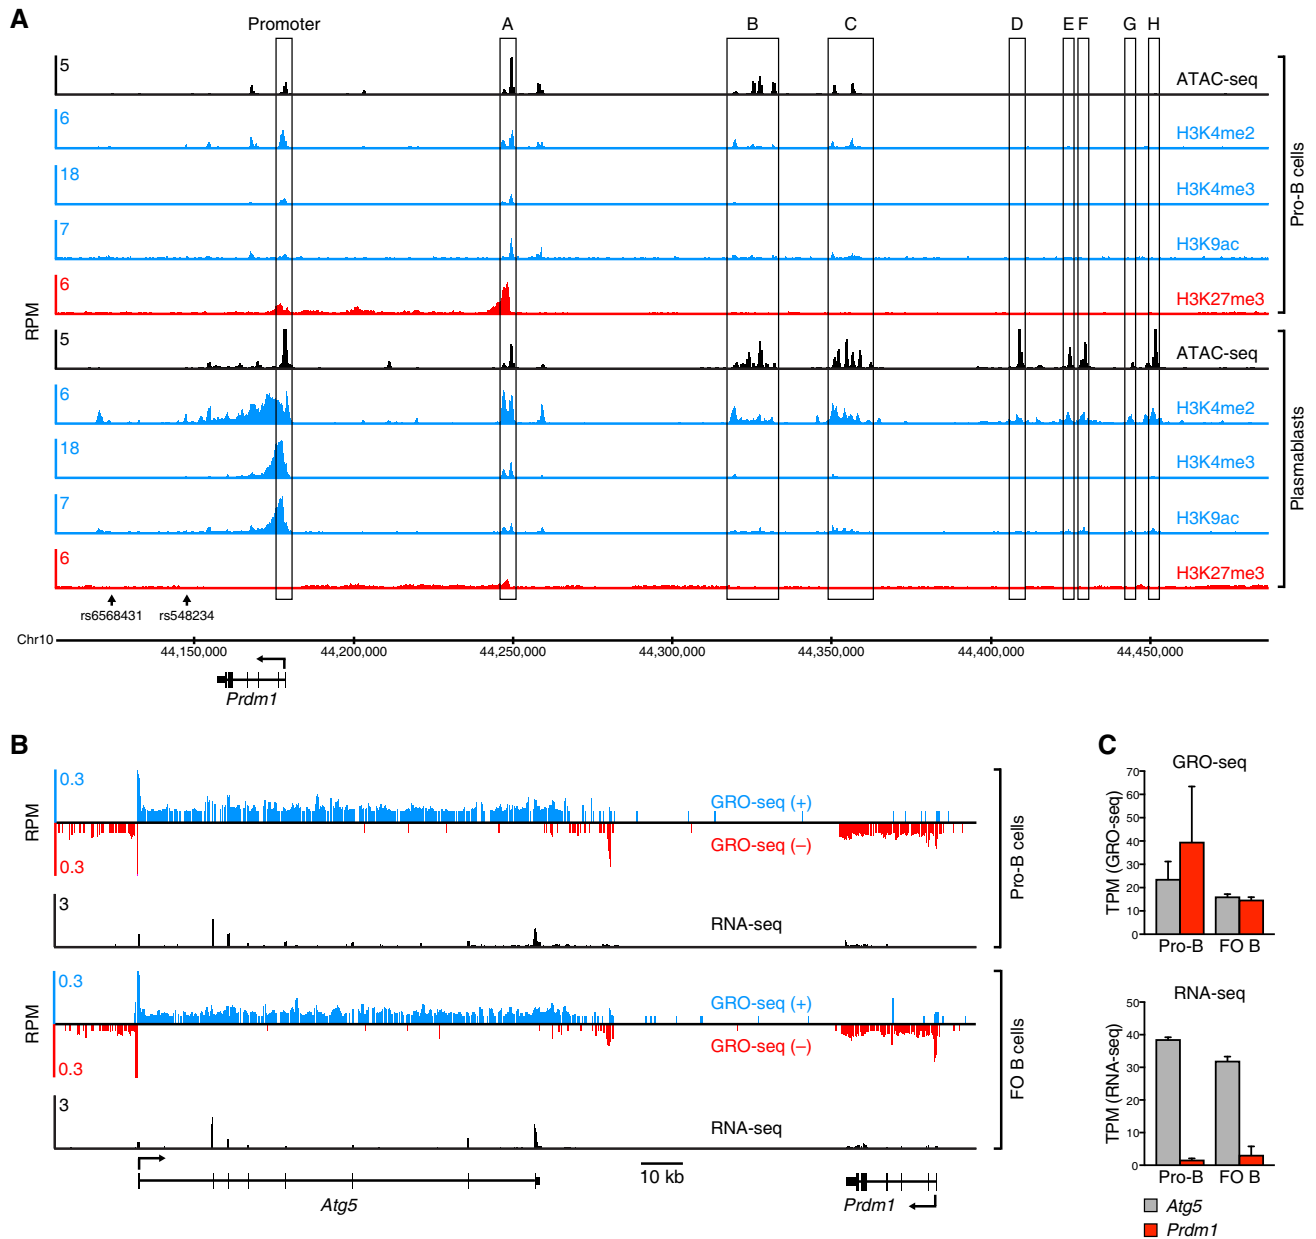 A
Promoter
A
B
C
D
E
F
G
H
5
ATAC-seq
6
H3K4me2
18
H3K4me3
7
H3K9ac
6
H3K27me3
Pro-B cells
RPM
5
ATAC-seq
6
H3K4me2
18
H3K4me3
7
H3K9ac
6
H3K27me3
Plasmablasts
rs6568431
rs548234
Chr10
44,150,000
44,200,000
44,250,000
44,300,000
44,350,000
44,400,000
44,450,000
Prdm1
B
0.3
GRO-seq (+)
RPM
GRO-seq (–)
0.3
3
RNA-seq
Pro-B cells
0.3
GRO-seq (+)
RPM
GRO-seq (–)
0.3
3
RNA-seq
FO B cells
10 kb
Atg5
Prdm1
C
GRO-seq
TPM (GRO-seq)
70
60
50
40
30
20
10
0
Pro-B
FO B
RNA-seq
TPM (RNA-seq)
50
40
30
20
10
0
Pro-B
FO B
Atg5
Prdm1